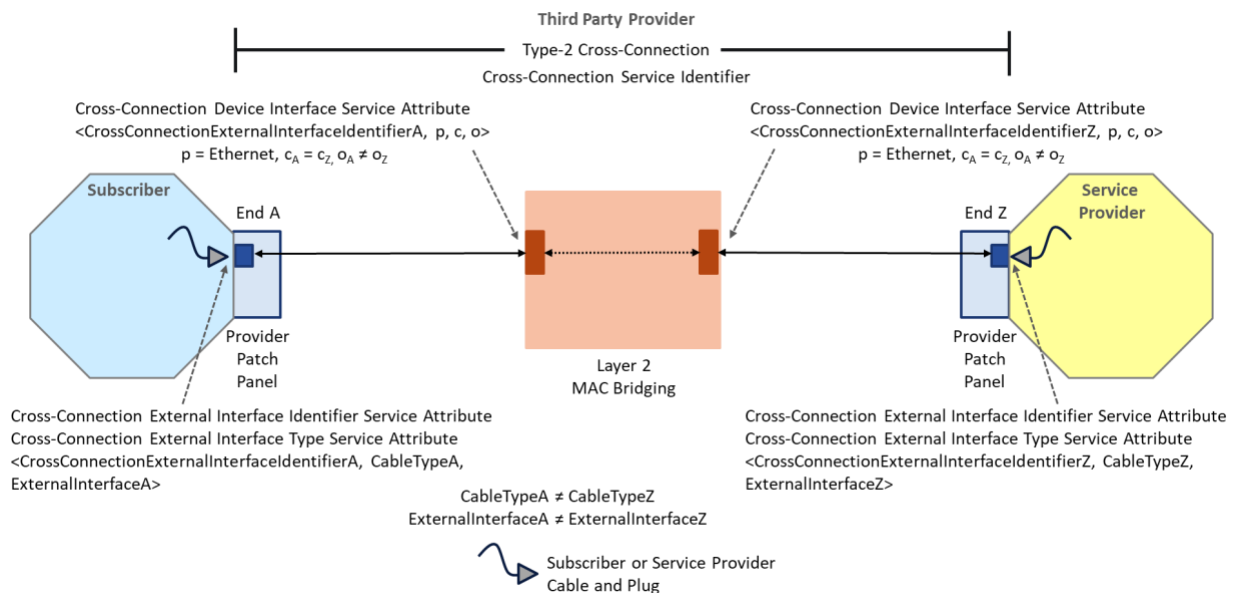 Third Party Provider
Type-2 Cross-Connection
Cross-Connection Service Identifier
Cross-Connection Device Interface Service Attribute
<CrossConnectionExternalInterfaceIdentifierA, p, c, o>
p = Ethernet, cA = cZ, oA ≠ oZ
Cross-Connection Device Interface Service Attribute
<CrossConnectionExternalInterfaceIdentifierZ, p, c, o>
p = Ethernet, cA = cZ, oA ≠ oZ
Subscriber
End A
End Z
Service
Provider
Provider
Patch
Panel
Layer 2
MAC Bridging
Provider
Patch
Panel
Cross-Connection External Interface Identifier Service Attribute
Cross-Connection External Interface Type Service Attribute
<CrossConnectionExternalInterfaceIdentifierA, CableTypeA,
ExternalInterfaceA>
Cross-Connection External Interface Identifier Service Attribute
Cross-Connection External Interface Type Service Attribute
<CrossConnectionExternalInterfaceIdentifierZ, CableTypeZ,
ExternalInterfaceZ>
CableTypeA ≠ CableTypeZ
ExternalInterfaceA ≠ ExternalInterfaceZ
Subscriber or Service Provider
Cable and Plug